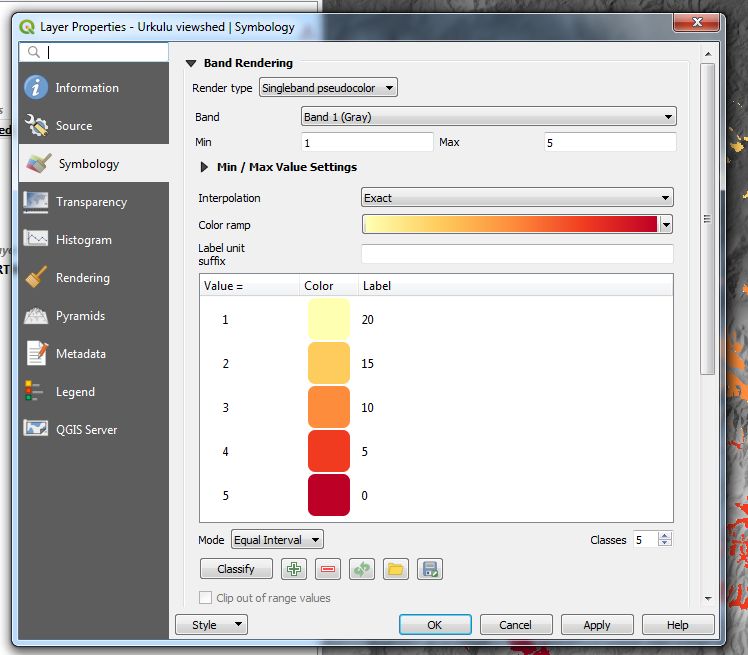 Layer Properties - Urkulu viewshed | Symbology
Information
Source
Symbology
Transparency
Histogram
Rendering
Pyramids
Metadata
Legend
QGIS Server
Band Rendering
Render type Singleband pseudocolor
Band Band 1 (Gray)
Min 1 Max 5
Min / Max Value Settings
Interpolation Exact
Color ramp
Label unit
suffix
Value = Color Label
1 20
2 15
3 10
4 5
5 0
Mode Equal Interval Classes 5
Classify
Clip out of range values
Style OK Cancel Apply Help